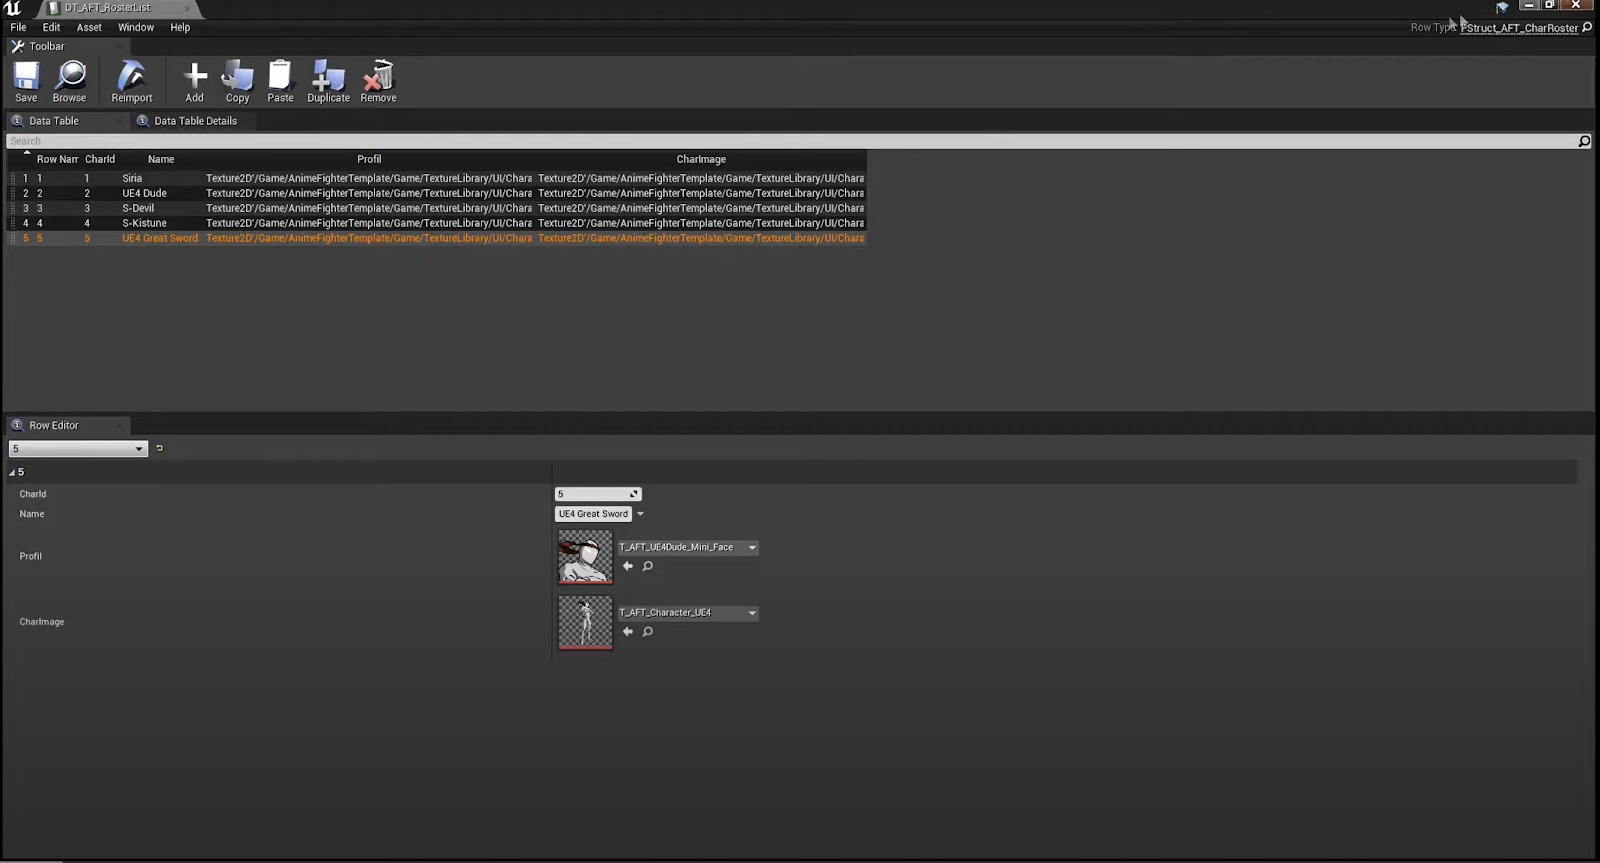 DT_AFT_RosterList
File Edit Asset Window Help
Row Type: FStruct_AFT_CharRoster
Toolbar
Save Browse Reimport Add Copy Paste Duplicate Remove
Data Table Data Table Details
Search
Row Nam CharId Name Profil CharImage
1 1 1 Siria Texture2D'/Game/AnimeFighterTemplate/Game/TextureLibrary/UI/Chara Texture2D'/Game/AnimeFighterTemplate/Game/TextureLibrary/UI/Chara
2 2 2 UE4 Dude Texture2D'/Game/AnimeFighterTemplate/Game/TextureLibrary/UI/Chara Texture2D'/Game/AnimeFighterTemplate/Game/TextureLibrary/UI/Chara
3 3 3 S-Devil Texture2D'/Game/AnimeFighterTemplate/Game/TextureLibrary/UI/Chara Texture2D'/Game/AnimeFighterTemplate/Game/TextureLibrary/UI/Chara
4 4 4 S-Kistune Texture2D'/Game/AnimeFighterTemplate/Game/TextureLibrary/UI/Chara Texture2D'/Game/AnimeFighterTemplate/Game/TextureLibrary/UI/Chara
5 5 5 UE4 Great Sword Texture2D'/Game/AnimeFighterTemplate/Game/TextureLibrary/UI/Chara Texture2D'/Game/AnimeFighterTemplate/Game/TextureLibrary/UI/Chara
Row Editor
5
5
CharId 5
Name UE4 Great Sword
Profil T_AFT_UE4Dude_Mini_Face
CharImage T_AFT_Character_UE4